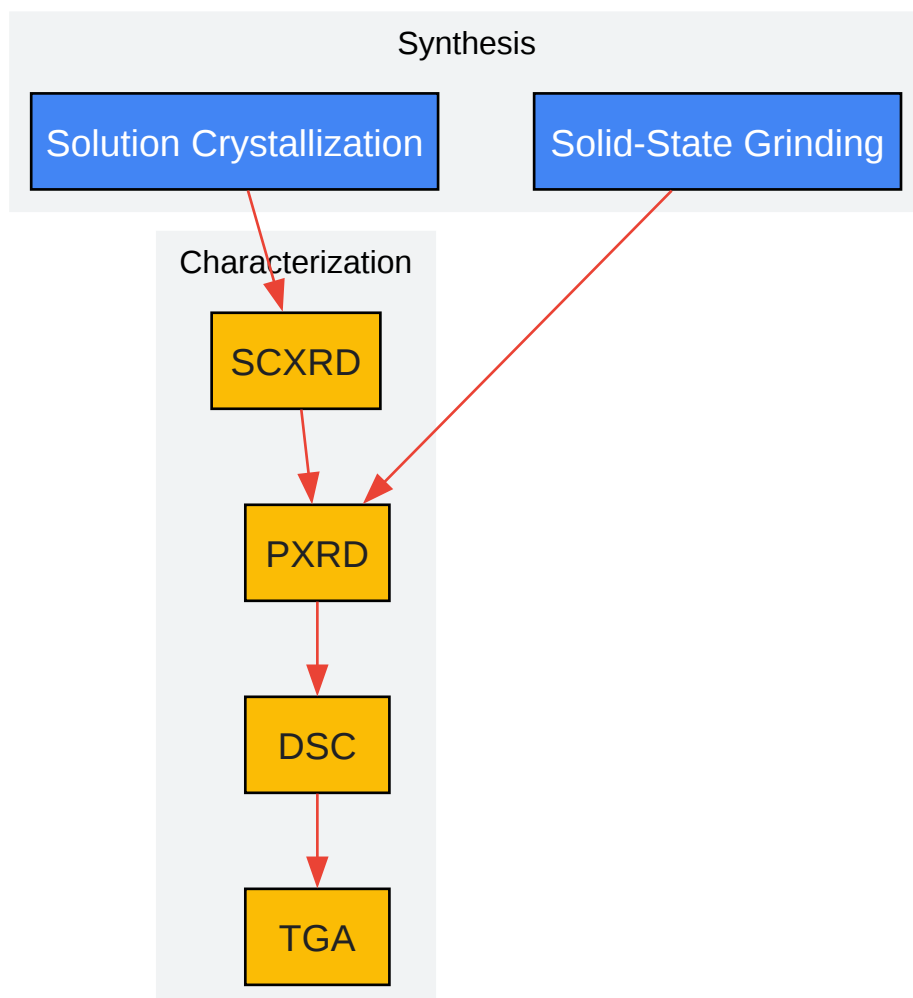 Synthesis
Solution Crystallization
Solid-State Grinding
Characterization
SCXRD
PXRD
DSC
TGA